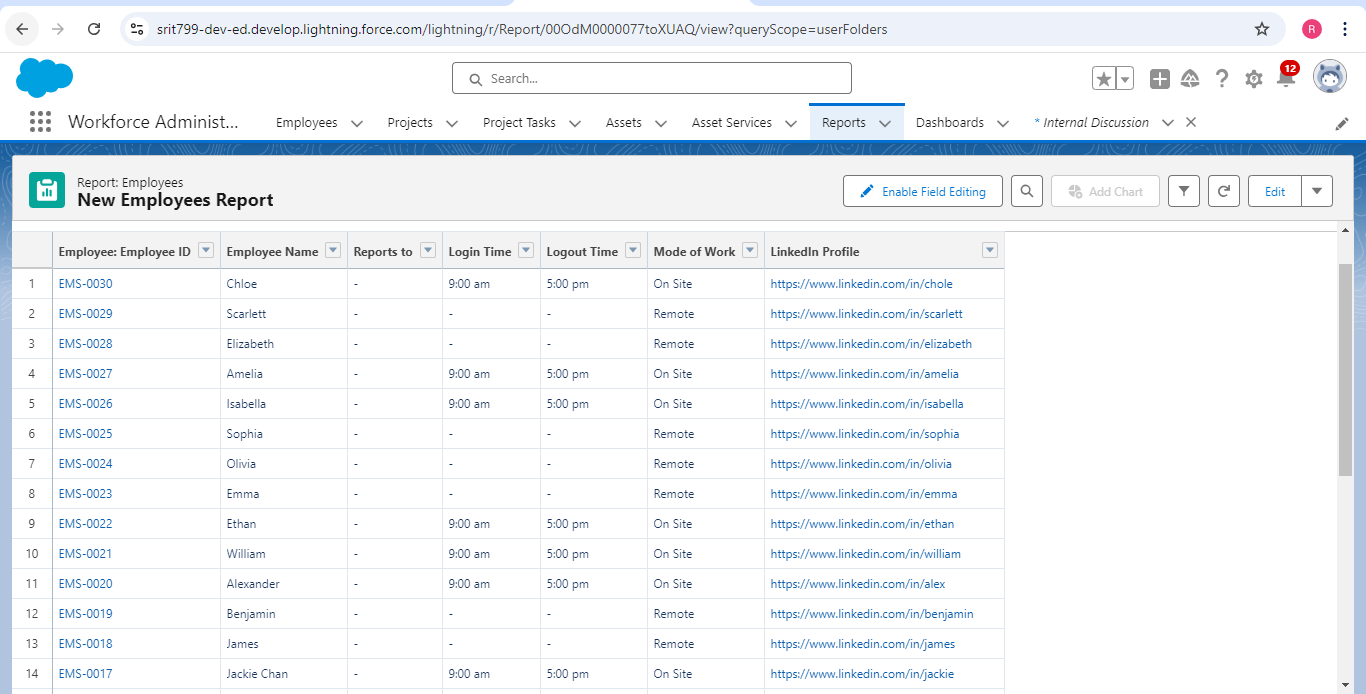 srit799-dev-ed.develop.lightning.force.com/lightning/r/Report/00OdM0000077toXUAQ/view?queryScope=userFolders
R
Search...
12
Workforce Administ... Employees Projects Project Tasks Assets Asset Services Reports Dashboards * Internal Discussion
Report: Employees
New Employees Report
Enable Field Editing Add Chart Edit
Employee: Employee ID Employee Name Reports to Login Time Logout Time Mode of Work LinkedIn Profile
1 EMS-0030 Chloe - 9:00 am 5:00 pm On Site https://www.linkedin.com/in/chole
2 EMS-0029 Scarlett - - - Remote https://www.linkedin.com/in/scarlett
3 EMS-0028 Elizabeth - - - Remote https://www.linkedin.com/in/elizabeth
4 EMS-0027 Amelia - 9:00 am 5:00 pm On Site https://www.linkedin.com/in/amelia
5 EMS-0026 Isabella - 9:00 am 5:00 pm On Site https://www.linkedin.com/in/isabella
6 EMS-0025 Sophia - - - Remote https://www.linkedin.com/in/sophia
7 EMS-0024 Olivia - - - Remote https://www.linkedin.com/in/olivia
8 EMS-0023 Emma - - - Remote https://www.linkedin.com/in/emma
9 EMS-0022 Ethan - 9:00 am 5:00 pm On Site https://www.linkedin.com/in/ethan
10 EMS-0021 William - 9:00 am 5:00 pm On Site https://www.linkedin.com/in/william
11 EMS-0020 Alexander - 9:00 am 5:00 pm On Site https://www.linkedin.com/in/alex
12 EMS-0019 Benjamin - - - Remote https://www.linkedin.com/in/benjamin
13 EMS-0018 James - - - Remote https://www.linkedin.com/in/james
14 EMS-0017 Jackie Chan - 9:00 am 5:00 pm On Site https://www.linkedin.com/in/jackie